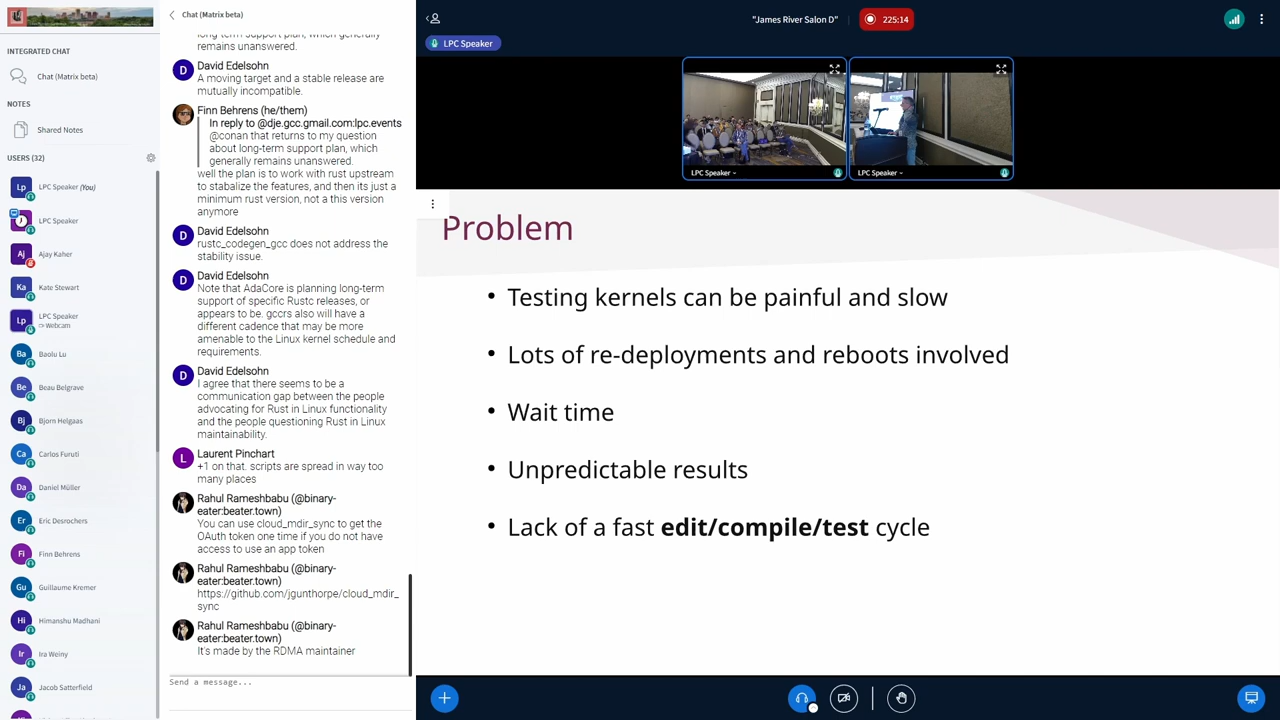 INTEGRATED CHAT
Chat (Matrix beta)
NOTES
Shared Notes
USERS (32)
Lp LPC Speaker (You)
LPC Speaker
Aj Ajay Kaher
Ka Kate Stewart
Lp LPC Speaker
Webcam
Ba Baolu Lu
Be Beau Belgrave
Bj Bjorn Helgaas
Ca Carlos Furuti
Da Daniel Müller
Er Eric Desrochers
Fi Finn Behrens
Gu Guillaume Kremer
Hi Himanshu Madhani
Ir Ira Weiny
Ja Jacob Satterfield
Chat (Matrix beta)
long term support plan, which generally
remains unanswered.
D David Edelsohn
A moving target and a stable release are
mutually incompatible.
Finn Behrens (he/them)
In reply to @dje.gcc.gmail.com:lpc.events
@conan that returns to my question
about long-term support plan, which
generally remains unanswered.
well the plan is to work with rust upstream
to stabalize the features, and then its just a
minimum rust version, not a this version
anymore
D David Edelsohn
rustc_codegen_gcc does not address the
stability issue.
D David Edelsohn
Note that AdaCore is planning long-term
support of specific Rustc releases, or
appears to be. gccrs also will have a
different cadence that may be more
amenable to the Linux kernel schedule and
requirements.
D David Edelsohn
I agree that there seems to be a
communication gap between the people
advocating for Rust in Linux functionality
and the people questioning Rust in Linux
maintainability.
L Laurent Pinchart
+1 on that. scripts are spread in way too
many places
Rahul Rameshbabu (@binary-
eater:beater.town)
You can use cloud_mdir_sync to get the
OAuth token one time if you do not have
access to use an app token
Rahul Rameshbabu (@binary-
eater:beater.town)
https://github.com/jgunthorpe/cloud_mdir_
sync
Rahul Rameshbabu (@binary-
eater:beater.town)
It's made by the RDMA maintainer
Send a message...
"James River Salon D"
225:14
LPC Speaker
LPC Speaker
LPC Speaker
Problem
• Testing kernels can be painful and slow
• Lots of re-deployments and reboots involved
• Wait time
• Unpredictable results
• Lack of a fast edit/compile/test cycle